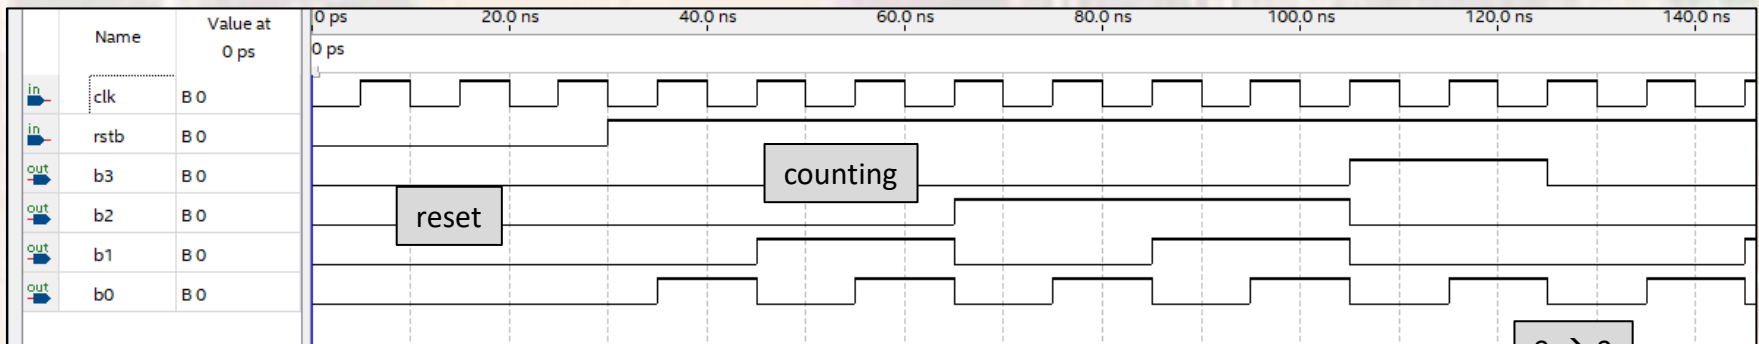 Name Value at 0 ps
0 ps 20.0 ns 40.0 ns 60.0 ns 80.0 ns 100.0 ns 120.0 ns 140.0 ns
0 ps
in clk B 0
in rstb B 0
out b3 B 0
counting
out b2 B 0
reset
out b1 B 0
out b0 B 0